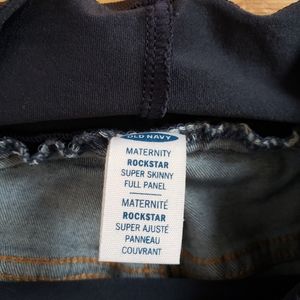 OLD NAVY
MATERNITY
ROCKSTAR
SUPER SKINNY
FULL PANEL
MATERNITÉ
ROCKSTAR
SUPER AJUSTÉ
PANNEAU
COUVRANT